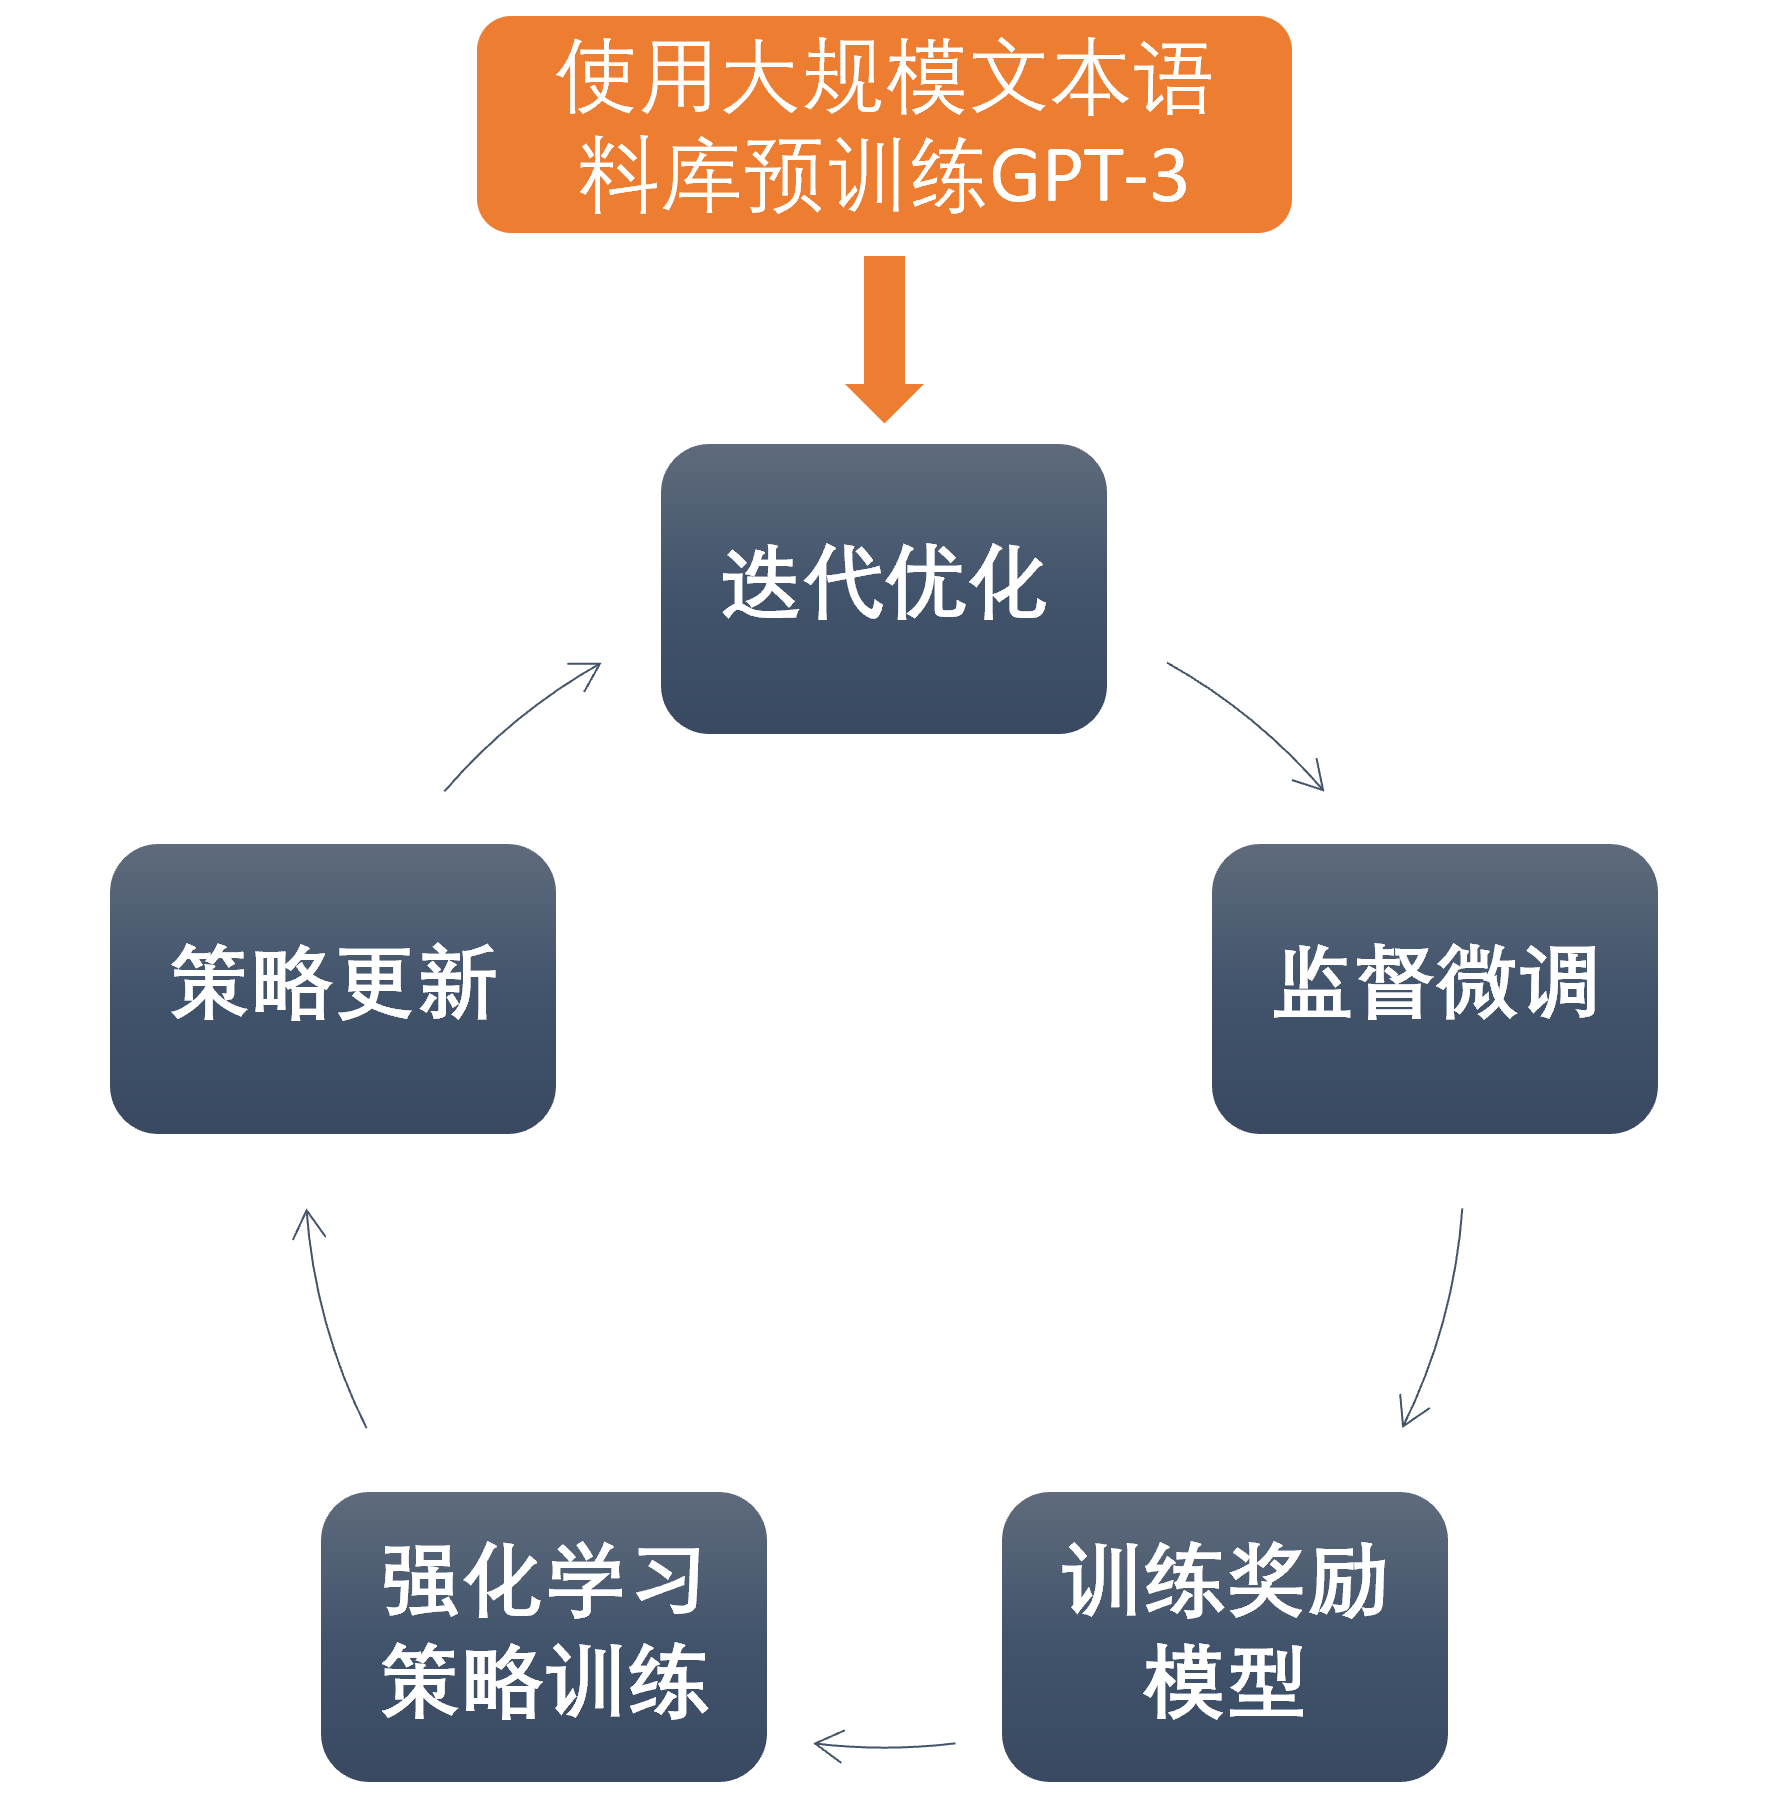 使用大规模文本语
料库预训练GPT-3
迭代优化
监督微调
训练奖励
模型
强化学习
策略训练
策略更新